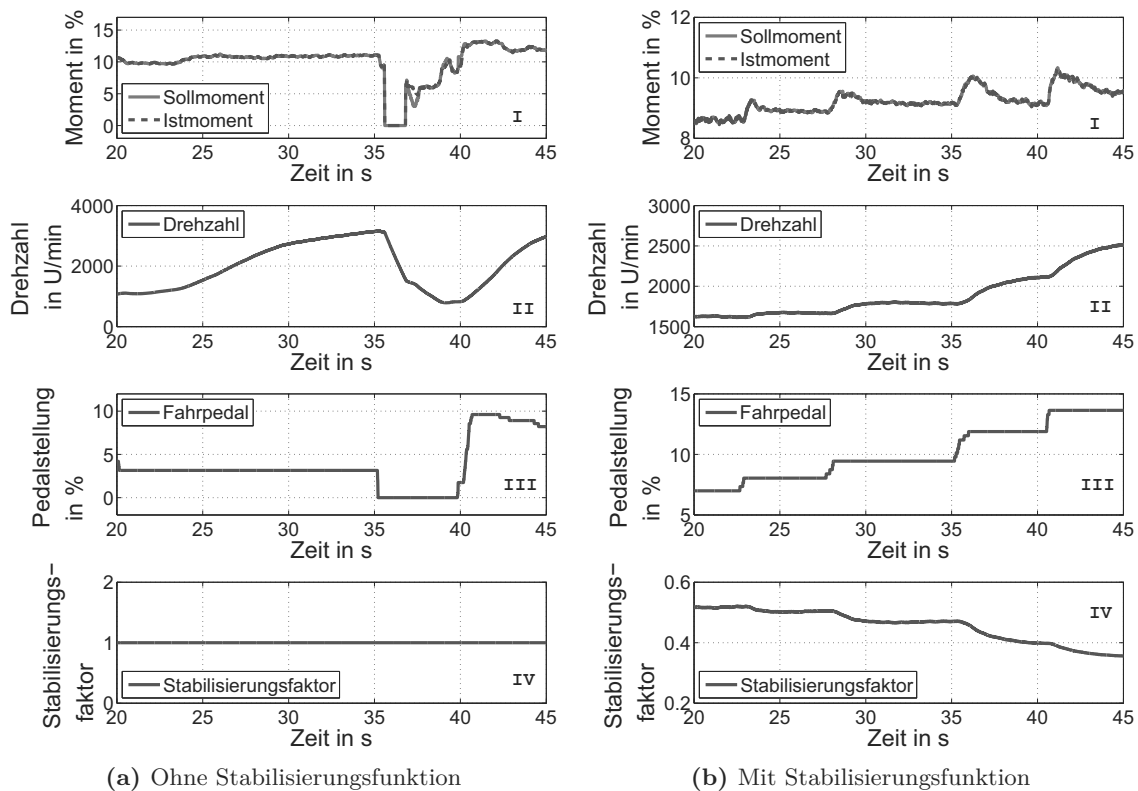 Moment in %
15
10
5
0
Sollmoment
Istmoment
I
20 25 30 35 40 45
Zeit in s
Drehzahl
in U/min
4000
2000
0
Drehzahl
II
20 25 30 35 40 45
Zeit in s
Pedalstellung
in %
10
5
0
Fahrpedal
III
20 25 30 35 40 45
Zeit in s
Stabilisierungs-
faktor
2
1
0
Stabilisierungsfaktor
IV
20 25 30 35 40 45
Zeit in s
(a) Ohne Stabilisierungsfunktion
Moment in %
12
10
8
Sollmoment
Istmoment
I
20 25 30 35 40 45
Zeit in s
Drehzahl
in U/min
3000
2500
2000
1500
Drehzahl
II
20 25 30 35 40 45
Zeit in s
Pedalstellung
in %
15
10
5
Fahrpedal
III
20 25 30 35 40 45
Zeit in s
Stabilisierungs-
faktor
0.6
0.4
0.2
Stabilisierungsfaktor
IV
20 25 30 35 40 45
Zeit in s
(b) Mit Stabilisierungsfunktion